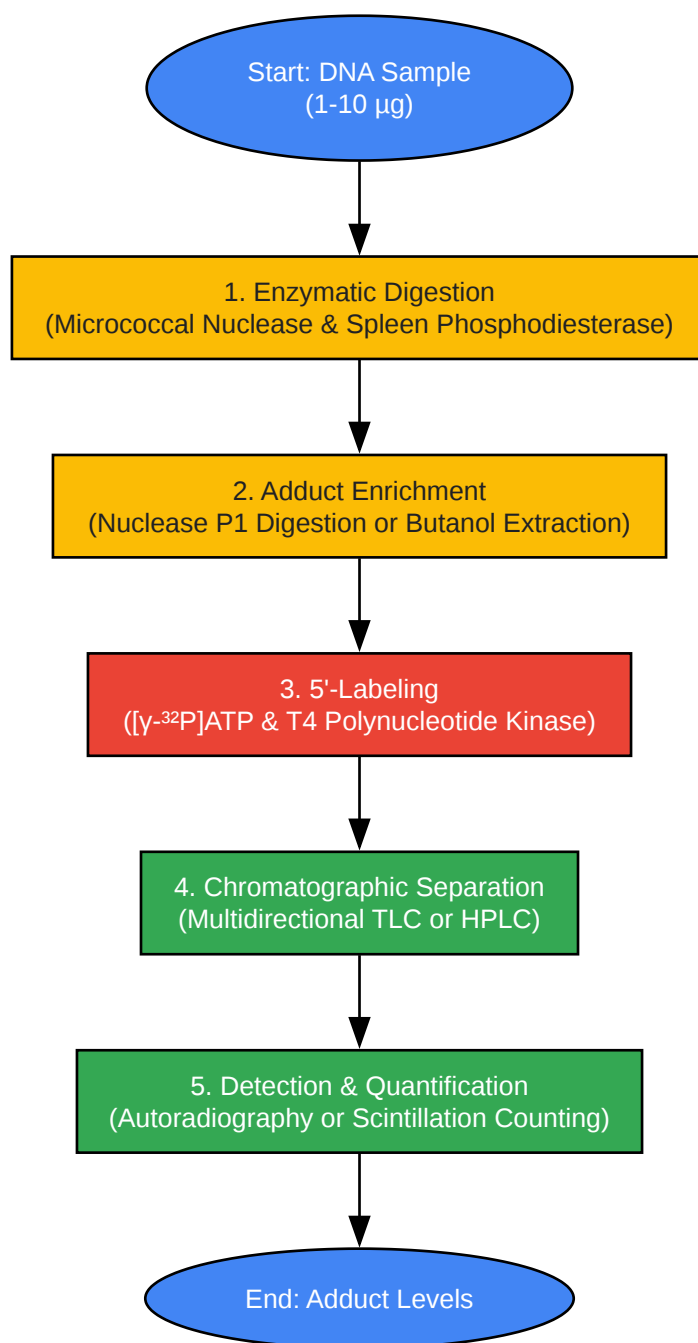 Start: DNA Sample
(1-10 µg)
1. Enzymatic Digestion
(Micrococcal Nuclease & Spleen Phosphodiesterase)
2. Adduct Enrichment
(Nuclease P1 Digestion or Butanol Extraction)
3. 5'-Labeling
([γ-³²P]ATP & T4 Polynucleotide Kinase)
4. Chromatographic Separation
(Multidirectional TLC or HPLC)
5. Detection & Quantification
(Autoradiography or Scintillation Counting)
End: Adduct Levels